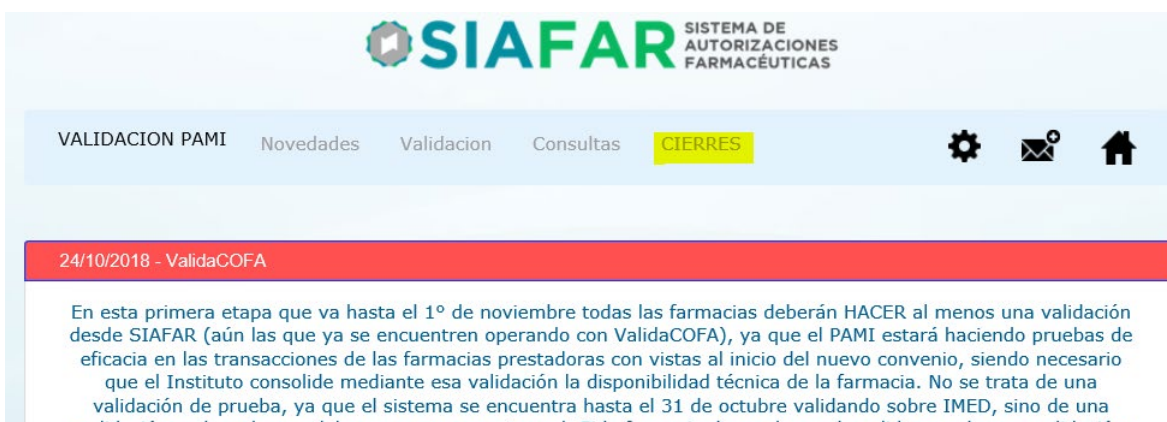 SIAFAR SISTEMA DE
AUTORIZACIONES
FARMACÉUTICAS
VALIDACION PAMI Novedades Validacion Consultas CIERRES
24/10/2018 - ValidaCOFA
En esta primera etapa que va hasta el 1º de noviembre todas las farmacias deberán HACER al menos una validación
desde SIAFAR (aún las que ya se encuentren operando con ValidaCOFA), ya que el PAMI estará haciendo pruebas de
eficacia en las transacciones de las farmacias prestadoras con vistas al inicio del nuevo convenio, siendo necesario
que el Instituto consolide mediante esa validación la disponibilidad técnica de la farmacia. No se trata de una
validación de prueba, ya que el sistema se encuentra hasta el 31 de octubre validando sobre IMED, sino de una